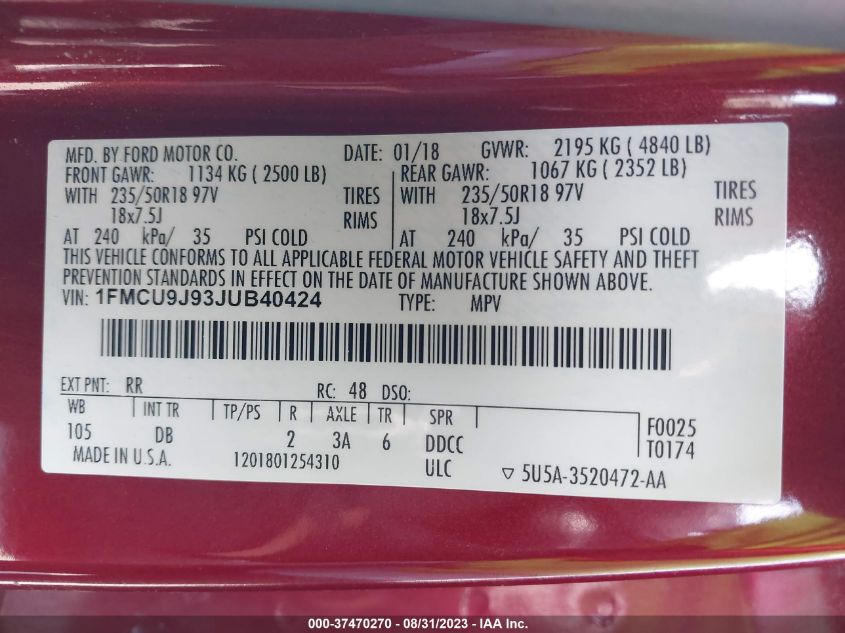 MFD. BY FORD MOTOR CO. DATE: 01/18 GVWR: 2195 KG ( 4840 LB)
FRONT GAWR: 1134 KG ( 2500 LB) REAR GAWR: 1067 KG ( 2352 LB)
WITH 235/50R18 97V TIRES WITH 235/50R18 97V TIRES
18x7.5J RIMS 18x7.5J RIMS
AT 240 kPa/ 35 PSI COLD AT 240 kPa/ 35 PSI COLD
THIS VEHICLE CONFORMS TO ALL APPLICABLE FEDERAL MOTOR VEHICLE SAFETY AND THEFT
PREVENTION STANDARDS IN EFFECT ON THE DATE OF MANUFACTURE SHOWN ABOVE.
VIN: 1FMCU9J93JUB40424 TYPE: MPV
EXT PNT: RR RC: 48 DSO:
WB INT TR TP/PS R AXLE TR SPR
105 DB 2 3A 6 DDCC
F0025
T0174
MADE IN U.S.A. 1201801254310 ULC ▽ 5U5A-3520472-AA
000-37470270 - 08/31/2023 - IAAI Inc.